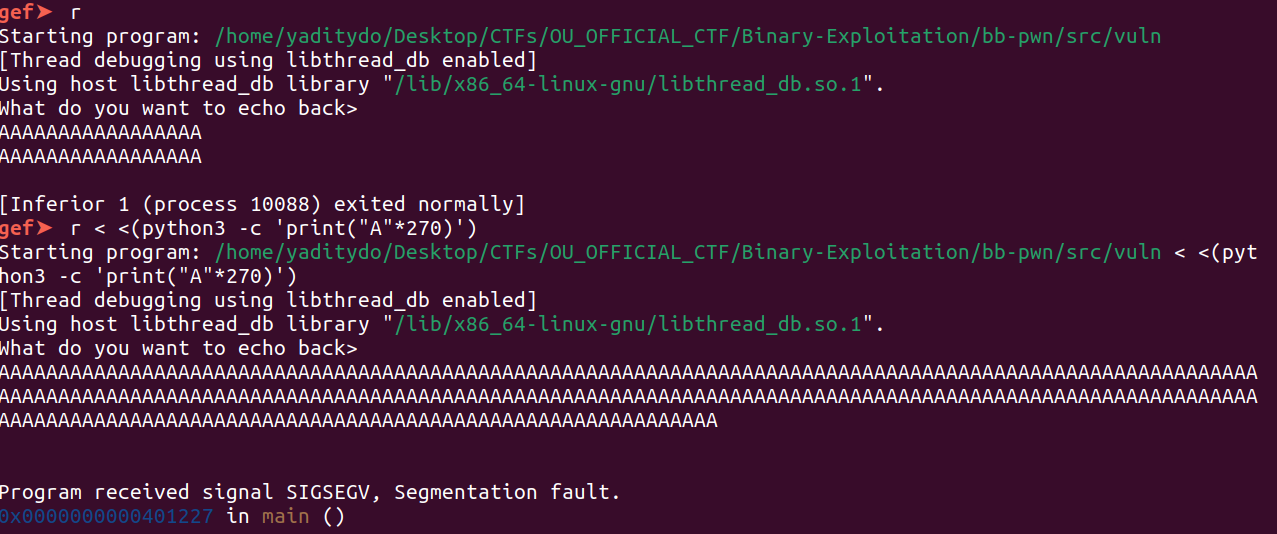 gef➤ r
Starting program: /home/yaditydo/Desktop/CTFs/OU_OFFICIAL_CTF/Binary-Exploitation/bb-pwn/src/vuln
[Thread debugging using libthread_db enabled]
Using host libthread_db library "/lib/x86_64-linux-gnu/libthread_db.so.1".
What do you want to echo back>
AAAAAAAAAAAAAAAAA
AAAAAAAAAAAAAAAAA
[Inferior 1 (process 10088) exited normally]
gef➤ r < <(python3 -c 'print("A"*270)')
Starting program: /home/yaditydo/Desktop/CTFs/OU_OFFICIAL_CTF/Binary-Exploitation/bb-pwn/src/vuln < <(pyt
hon3 -c 'print("A"*270)')
[Thread debugging using libthread_db enabled]
Using host libthread_db library "/lib/x86_64-linux-gnu/libthread_db.so.1".
What do you want to echo back>
AAAAAAAAAAAAAAAAAAAAAAAAAAAAAAAAAAAAAAAAAAAAAAAAAAAAAAAAAAAAAAAAAAAAAAAAAAAAAAAAAAAAAAAAAAAAAAAAAAAAAAAAA
AAAAAAAAAAAAAAAAAAAAAAAAAAAAAAAAAAAAAAAAAAAAAAAAAAAAAAAAAAAAAAAAAAAAAAAAAAAAAAAAAAAAAAAAAAAAAAAAAAAAAAAAA
AAAAAAAAAAAAAAAAAAAAAAAAAAAAAAAAAAAAAAAAAAAAAAAAAAAAAAAAAAAA
Program received signal SIGSEGV, Segmentation fault.
0x0000000000401227 in main ()